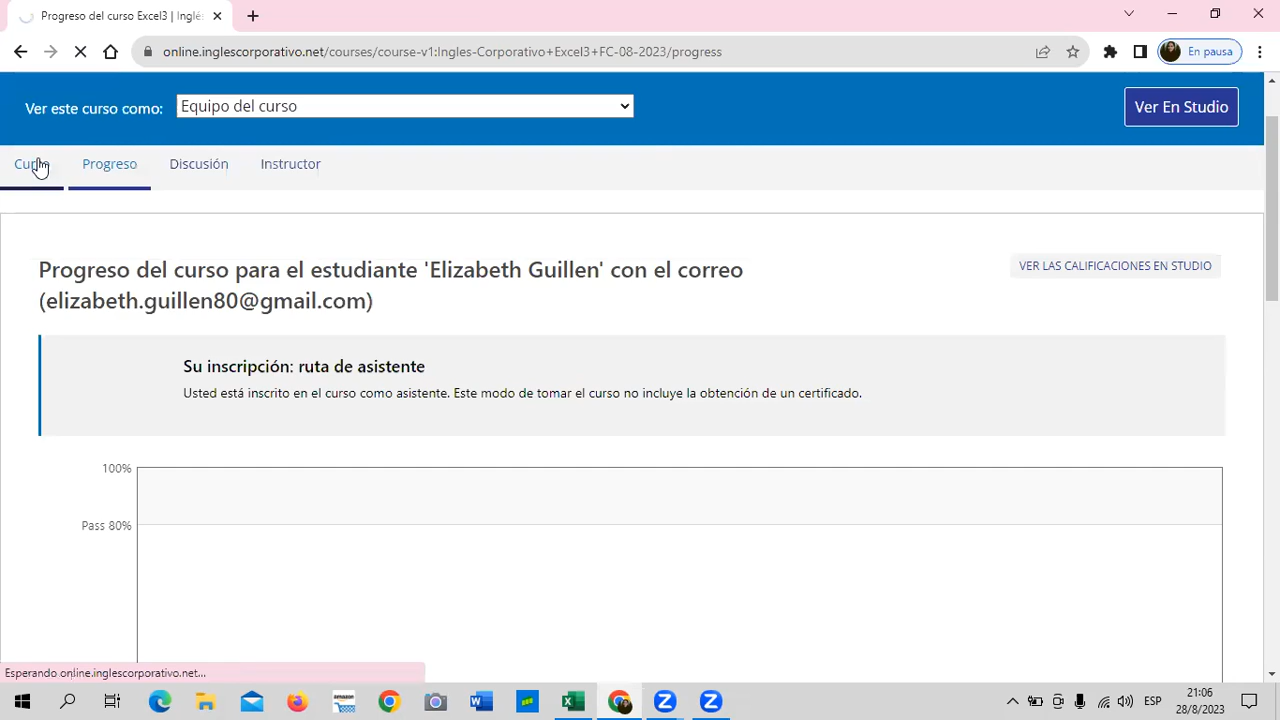 Progreso del curso Excel3 | Inglés
online.inglescorporativo.net/courses/course-v1:Ingles-Corporativo+Excel3+FC-08-2023/progress
En pausa
Ver este curso como:
Equipo del curso
Ver En Studio
Curso
Progreso
Discusión
Instructor
Progreso del curso para el estudiante 'Elizabeth Guillen' con el correo
(elizabeth.guillen80@gmail.com)
VER LAS CALIFICACIONES EN STUDIO
Su inscripción: ruta de asistente
Usted está inscrito en el curso como asistente. Este modo de tomar el curso no incluye la obtención de un certificado.
100%
Pass 80%
Esperando online.inglescorporativo.net...
amazon
ESP
21:06
28/8/2023